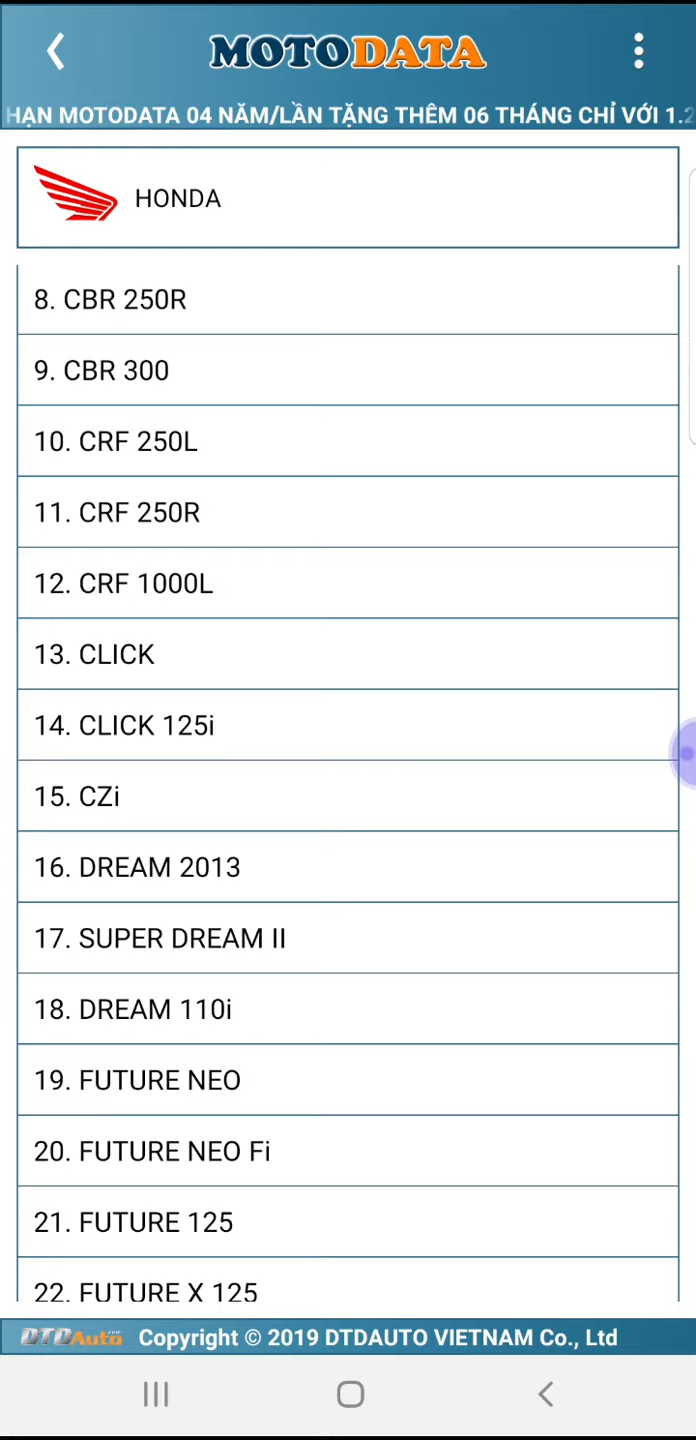 MOTODATA
HẠN MOTODATA 04 NĂM/LẦN TẶNG THÊM 06 THÁNG CHỈ VỚI 1.2
HONDA
8. CBR 250R
9. CBR 300
10. CRF 250L
11. CRF 250R
12. CRF 1000L
13. CLICK
14. CLICK 125i
15. CZi
16. DREAM 2013
17. SUPER DREAM II
18. DREAM 110i
19. FUTURE NEO
20. FUTURE NEO Fi
21. FUTURE 125
22. FUTURE X 125
DTDAuto Copyright © 2019 DTDAUTO VIETNAM Co., Ltd